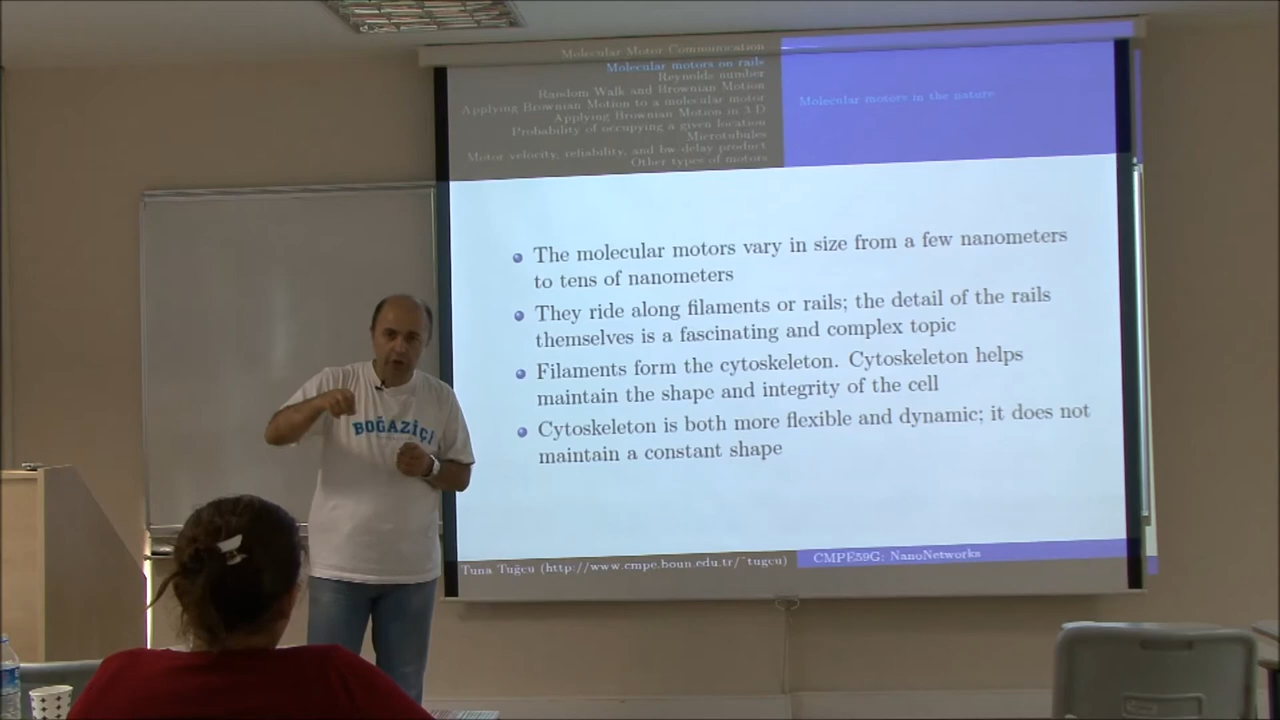 Molecular Motor Communication
Molecular motors on rails
Reynolds number
Random Walk and Brownian Motion
Applying Brownian Motion to a molecular motor
Applying Brownian Motion in 3-D
Probability of occupying a given location
Microtubules
Motor velocity, reliability, and bw delay product
Other types of motors
Molecular motors in the nature
The molecular motors vary in size from a few nanometers
to tens of nanometers
They ride along filaments or rails; the detail of the rails
themselves is a fascinating and complex topic
Filaments form the cytoskeleton. Cytoskeleton helps
maintain the shape and integrity of the cell
Cytoskeleton is both more flexible and dynamic; it does not
maintain a constant shape
BOĞAZİÇİ
Tuna Tuğcu (http://www.cmpe.boun.edu.tr/~tugcu)
CMPE59G: NanoNetworks